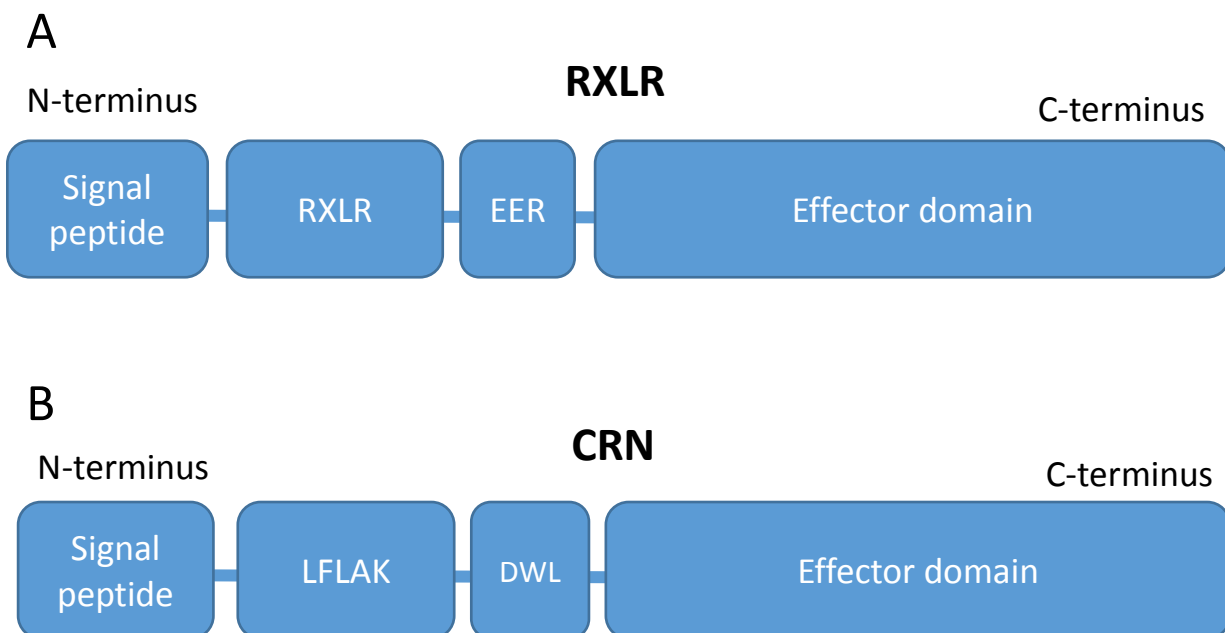 A
RXLR
N-terminus
C-terminus
Signal
peptide
RXLR
EER
Effector domain
B
CRN
N-terminus
C-terminus
Signal
peptide
LFLAK
DWL
Effector domain